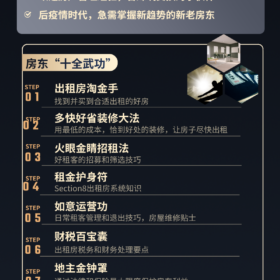 后疫情时代，急需掌握新趋势的新老房东
房东“十全武功”
STEP
01
出租房淘金手
找到并买到合适出租的好房
STEP
02
多快好省装修大法
用最低的成本，恰到好处的装修，让房子尽快出租
STEP
03
火眼金睛招租法
好租客的招募和筛选技巧
STEP
04
租金护身符
Section8出租房系统知识
STEP
05
如意运营功
日常租客管理和退出技巧，房屋维修贴士
STEP
06
财税百宝囊
出租房税务和财务处理要点
STEP
07
地主金钟罩